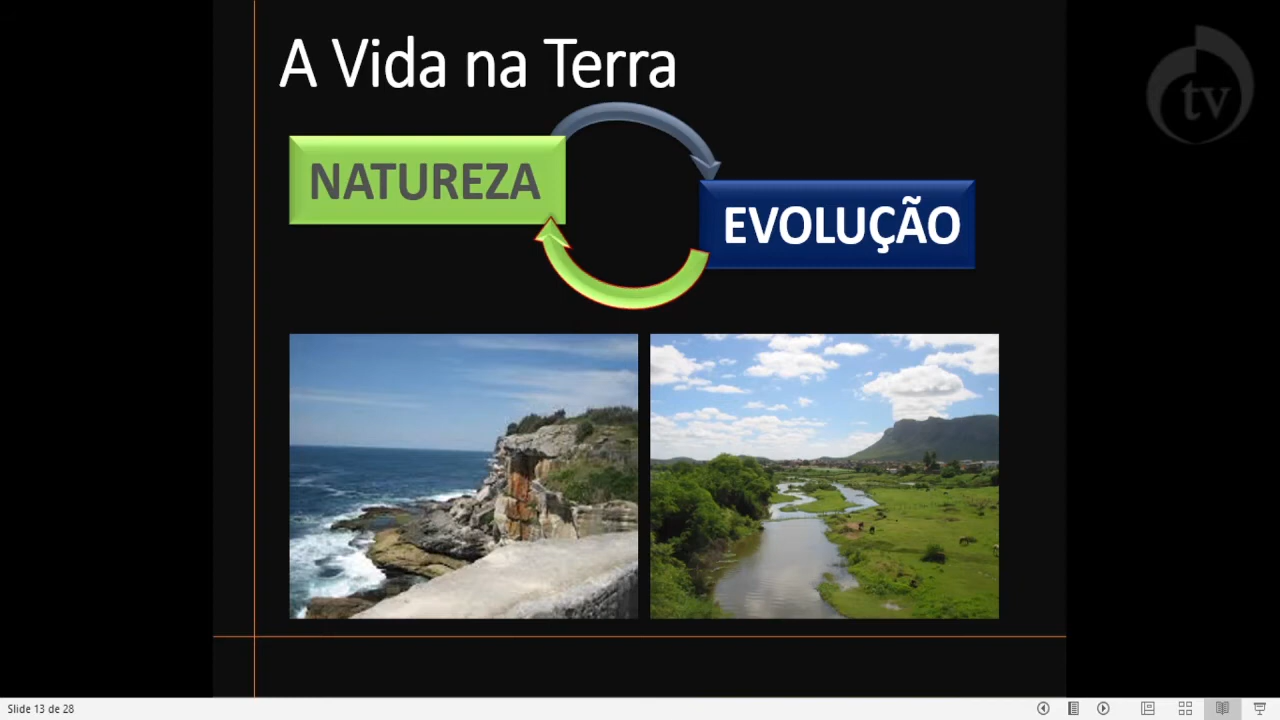 A Vida na Terra
tv
NATUREZA
EVOLUÇÃO
Slide 13 de 28